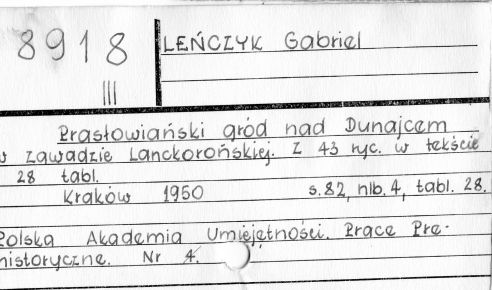 8918
III
LEŃCZYK Gabriel
Prasłowiański gród nad Dunajcem
w Zawadzie Lanckorońskiej. Z 43 ryc. w tekście
28 tabl.
Kraków 1950 s.82, nlb.4, tabl. 28.
Polska Akademia Umiejętności. Prace Pre-
historyczne. Nr 4.